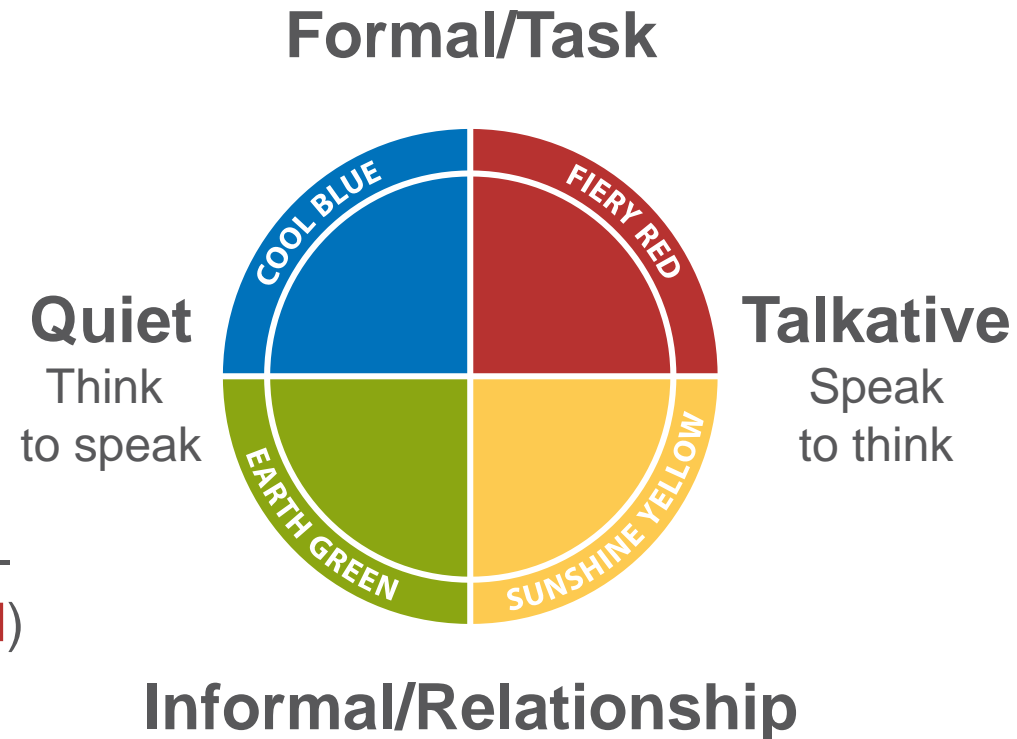 Formal/Task
COOL BLUE
FIERY RED
Quiet
Think
to speak
Talkative
Speak
to think
EARTH GREEN
SUNSHINE YELLOW
)
Informal/Relationship